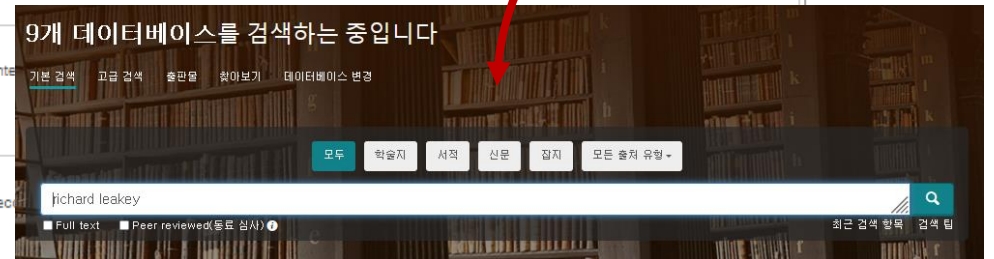 9개 데이터베이스를 검색하는 중입니다
기본 검색 고급 검색 출판물 찾아보기 데이터베이스 변경
모두 학술지 서적 신문 잡지 모든 출처 유형
richard leakey
Full text Peer reviewed(동료 심사) 최근 검색 항목 검색 팁